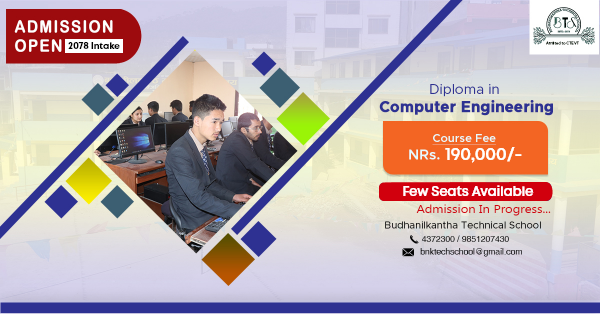 ADMISSION
OPEN 2078 Intake
BTS
Affiliated to CTEVT
Diploma in
Computer Engineering
Course Fee
NRs. 190,000/-
Few Seats Available
Admission In Progress...
Budhanilkantha Technical School
4372300 / 9851207430
bnktechschool@gmail.com